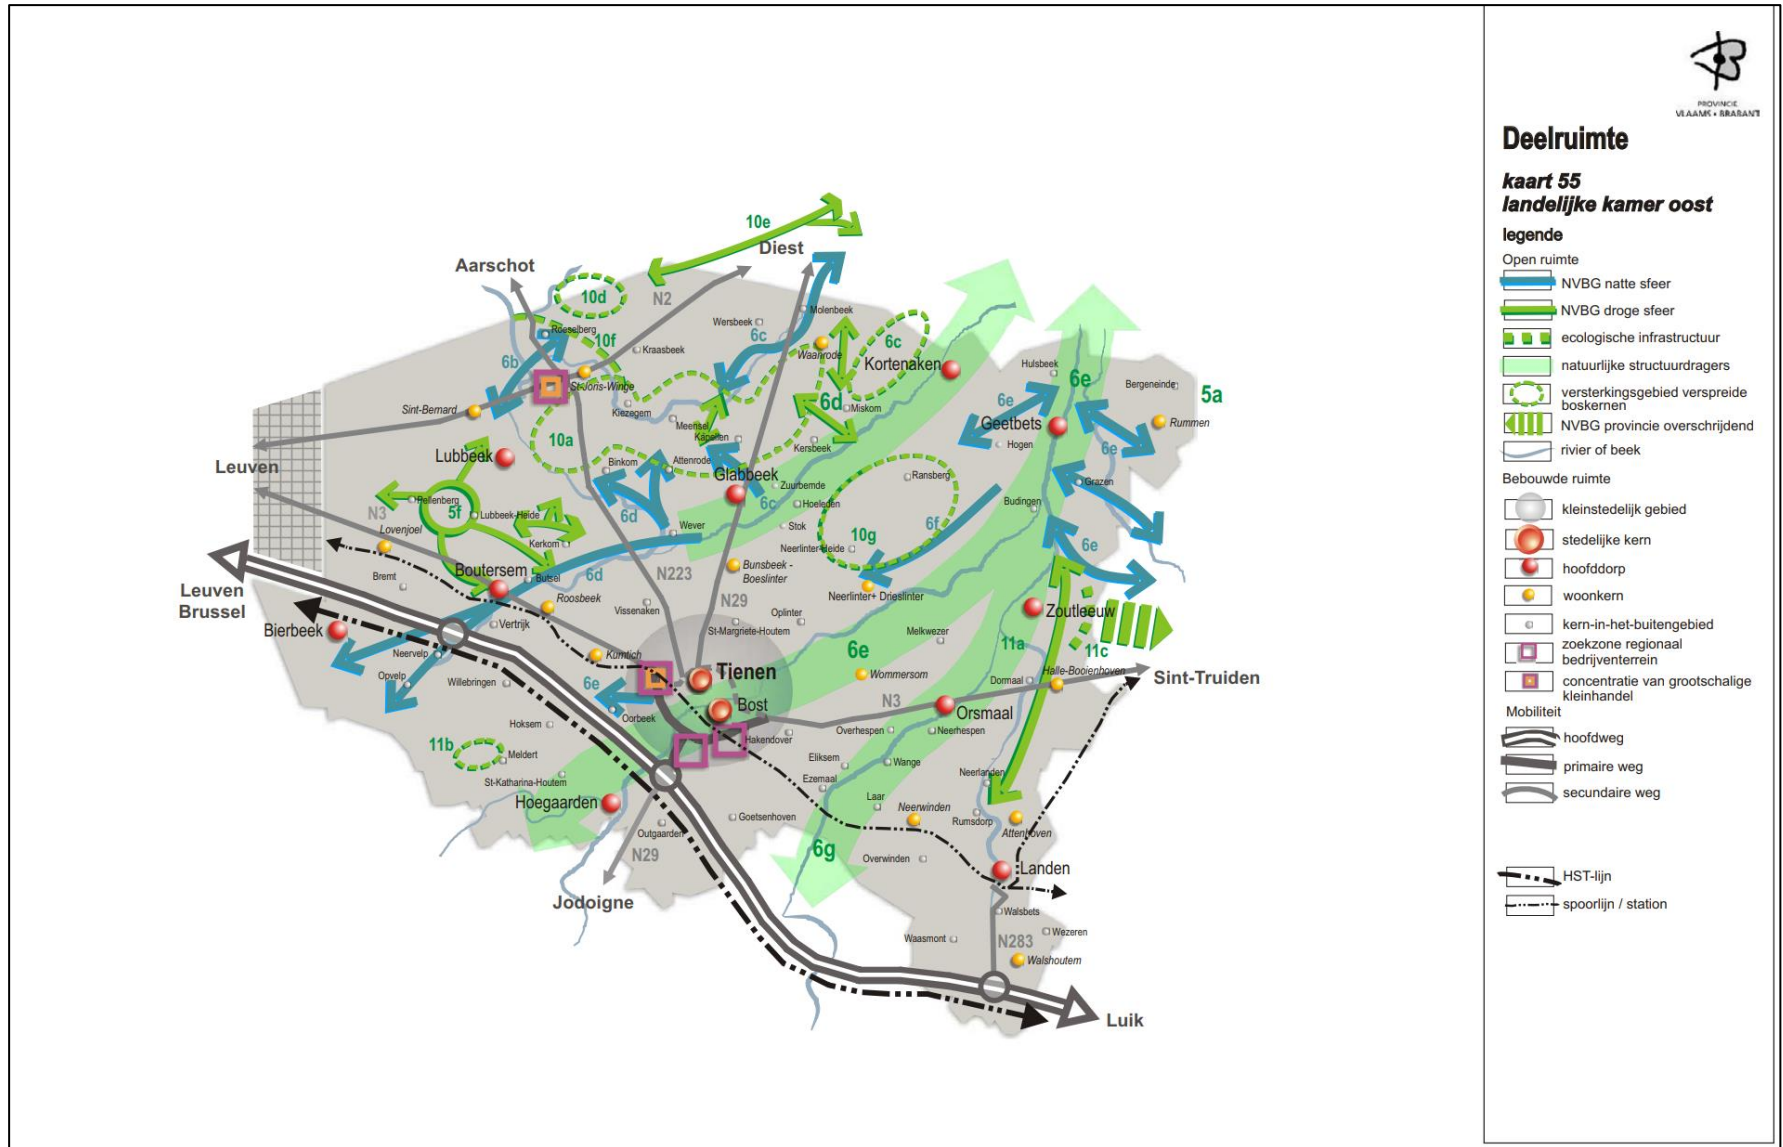 10e
Diest
Aarschot
10d
N2
Molenbeek
Roeselberg
10f
Wersbeek
6c
6c
Kraasbeek
Waanrode
6b
Kortenaken
Hulsbeek
6e
St-Joris-Winge
Bergeneinde
5a
Sint-Bernard
Kiezegem
6d
Miskom
6e
Geetbets
Rummen
Meensel
Kapellen
10a
Kersbeek
Hogen
6e
Lubbeek
Leuven
Binkom
Attenrode
Glabbeek
Ransberg
Zuurbemde
Grazen
Pellenberg
5f
6c
Hoeleden
Budingen
N3
Lubbeek-Heide
6d
Wever
Stok
6f
Lovenjoel
10g
Kerkom
Neerlinter-Heide
6e
Boutersem
Butsel
6d
N223
Bunsbeek -
Boeslinter
Bremt
Leuven
Brussel
Roosbeek
Vissenaken
N29
Oplinter
Neerlinter+ Drieslinter
Zoutleeuw
Bierbeek
Vertrijk
St-Margriete-Houtem
Melkwezer
11a
11c
Neervelp
Kumtich
6e
Opvelp
Willebringen
6e
Tienen
Wommersom
Dormaal
Halle-Booienhoven
Sint-Truiden
Bost
N3
Orsmaal
Oorbeek
Hoksem
Hakendover
Overhespen
Neerhespen
11b
Meldert
Eliksem
Wange
St-Katharina-Houtem
Ezemaal
Neerlanden
Hoegaarden
Laar
Neerwinden
Rumsdorp
Attenhoven
Goetsenhoven
Outgaarden
N29
6g
Overwinden
Landen
Jodoigne
Walsbets
Waasmont
N283
Wezeren
Walshoutem
Luik
PROVINCIE
VLAAMS • BRABANT
Deelruimte
kaart 55
landelijke kamer oost
legende
Open ruimte
NVBG natte sfeer
NVBG droge sfeer
ecologische infrastructuur
natuurlijke structuurdragers
versterkingsgebied verspreide
boskernen
NVBG provincie overschrijdend
rivier of beek
Bebouwde ruimte
kleinstedelijk gebied
stedelijke kern
hoofddorp
woonkern
kern-in-het-buitengebied
zoekzone regionaal
bedrijventerrein
concentratie van grootschalige
kleinhandel
Mobiliteit
hoofdweg
primaire weg
secundaire weg
HST-lijn
spoorlijn / station